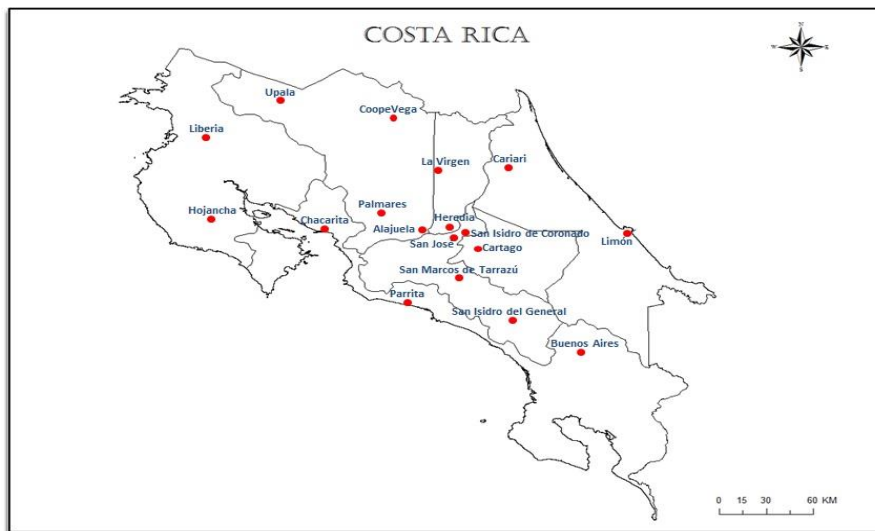 COSTA RICA
N
W
E
S
Upala
CoopeVega
Liberia
La Virgen
Cariari
Hojancha
Palmares
Chacarita
Heredia
Alajuela
San Isidro de Coronado
Limón
San José
Cartago
San Marcos de Tarrazú
Parrita
San Isidro del General
Buenos Aires
0 15 30 60 KM